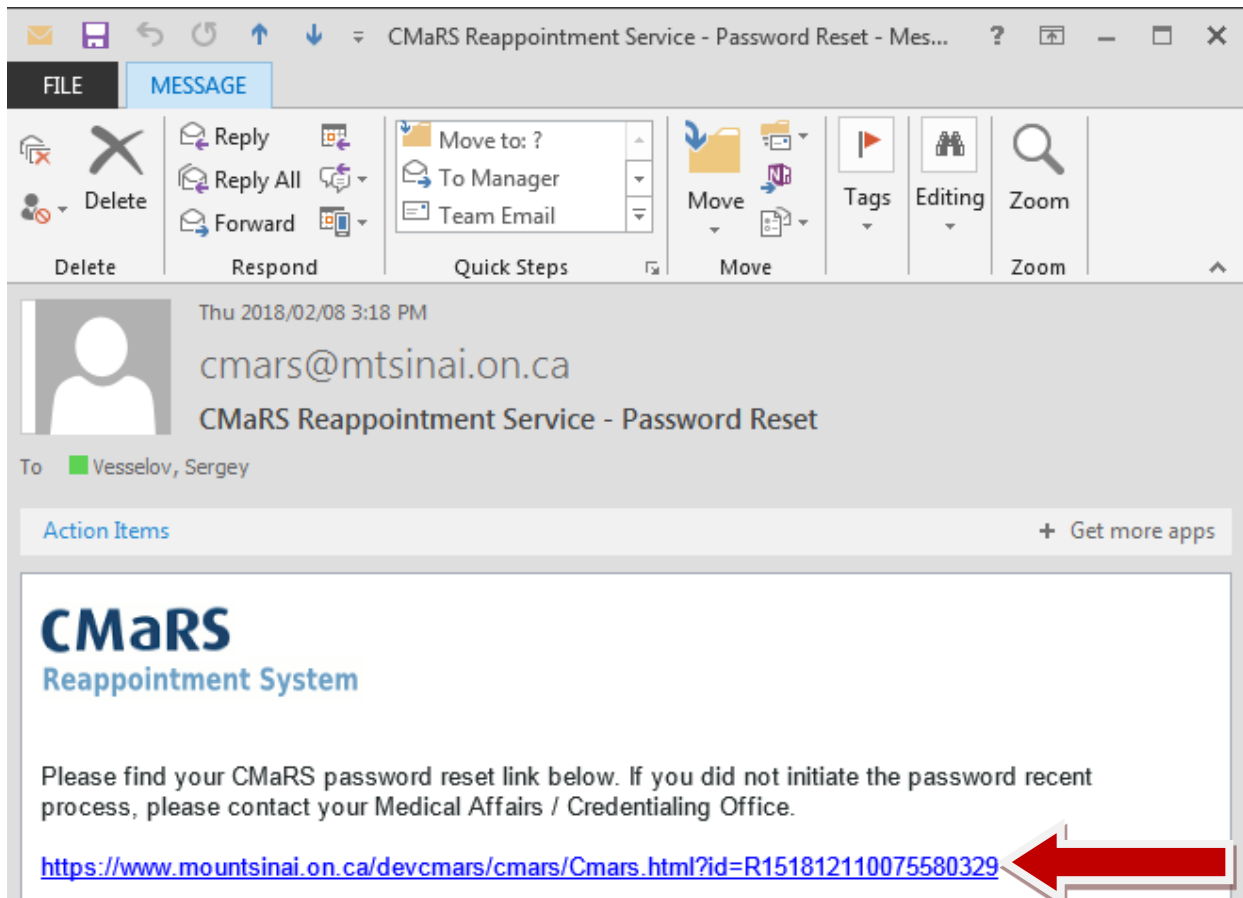 CMaRS Reappointment Service - Password Reset - Mes... ?
FILE MESSAGE
Reply
Reply All
Forward
Delete
Move to: ?
To Manager
Team Email
Move
Tags
Editing
Zoom
Delete Respond Quick Steps Move Zoom
Thu 2018/02/08 3:18 PM
cmars@mtsinai.on.ca
CMaRS Reappointment Service - Password Reset
To Vesselov, Sergey
Action Items + Get more apps
CMaRS
Reappointment System
Please find your CMaRS password reset link below. If you did not initiate the password recent
process, please contact your Medical Affairs / Credentialing Office.
https://www.mountsinai.on.ca/devcmars/cmars/Cmars.html?id=R151812110075580329